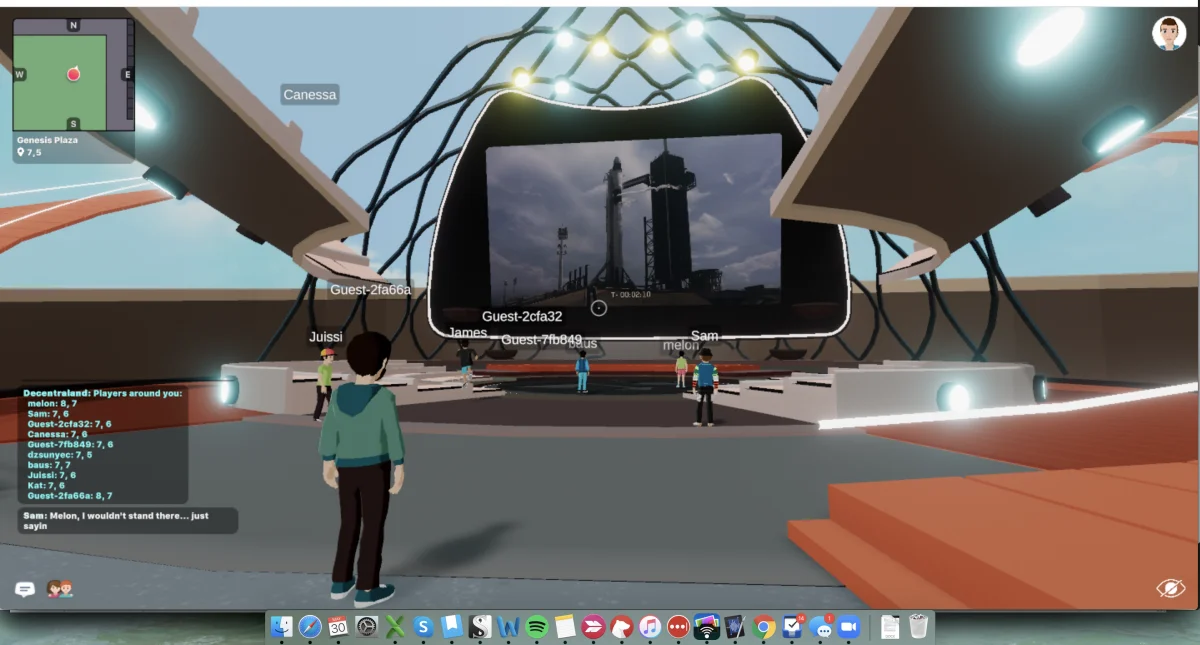 N
W
E
S
Genesis Plaza
7,5
Canessa
Guest-2fa66a
Guest-2cfa32
Juissi
James
Guest-7fb849
baus
melon
Sam
T- 00:02:10
Decentraland: Players around you:
melon: 8, 7
Sam: 7, 6
Guest-2cfa32: 7, 6
Canessa: 7, 6
Guest-7fb849: 7, 6
dzsunyec: 7, 5
baus: 7, 7
Juissi: 7, 6
Kat: 7, 6
Guest-2fa66a: 8, 7
Sam: Melon, I wouldn't stand there... just
sayin
30